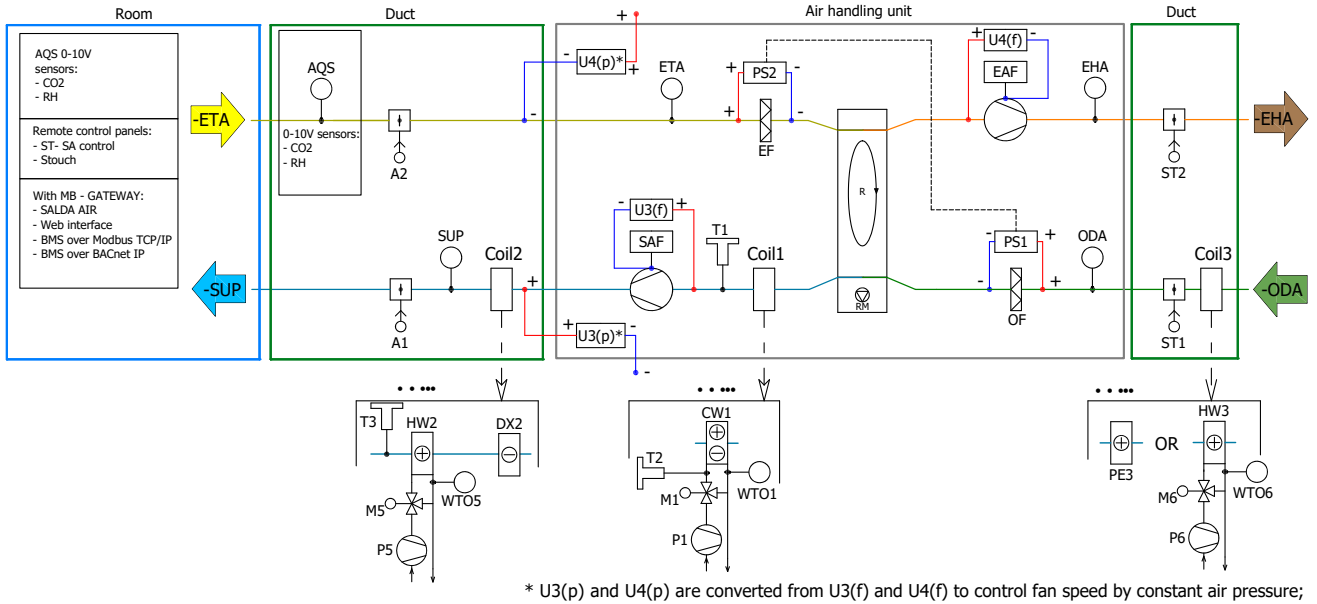 Room
Duct
Air handling unit
Duct
AQS 0-10V
sensors:
- CO2
- RH
Remote control panels:
- ST- SA control
- Stouch
With MB - GATEWAY:
- SALDA AIR
- Web interface
- BMS over Modbus TCP/IP
- BMS over BACnet IP
-ETA
-SUP
AQS
0-10V sensors:
- CO2
- RH
A2
SUP
Coil2
A1
+
-
U4(p)*
+
-
ETA
+
PS2
-
EF
+
U4(f)
-
EAF
EHA
-
U3(f)
+
SAF
T1
Coil1
R
RM
+
+
U3(p)*
-
-
-
PS1
+
-
+
OF
ODA
ST2
Coil3
ST1
-EHA
-ODA
T3
HW2
DX2
M5
WTO5
P5
CW1
T2
M1
WTO1
P1
PE3
OR
HW3
M6
WTO6
P6
* U3(p) and U4(p) are converted from U3(f) and U4(f) to control fan speed by constant air pressure;